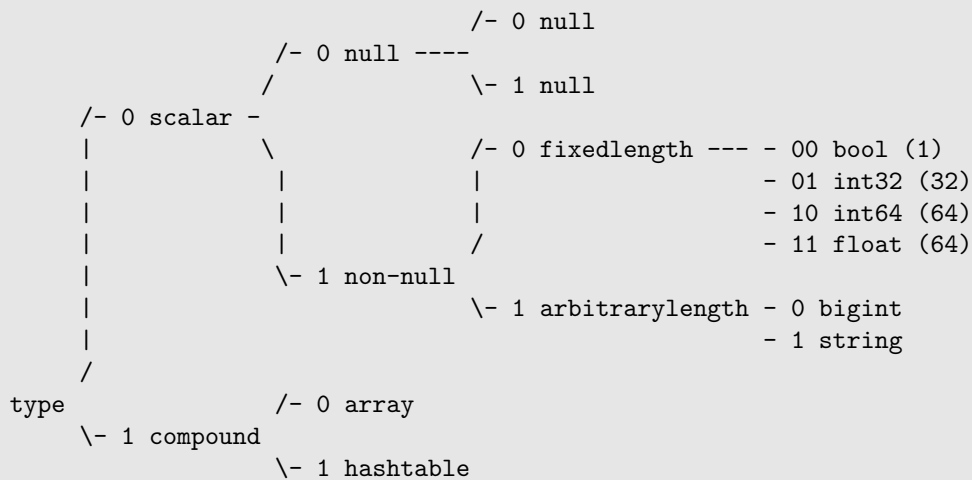 /- 0 null
/- 0 null ----
/ \- 1 null
/- 0 scalar -
| \ /- 0 fixedlength --- - 00 bool (1)
| | | - 01 int32 (32)
| | | - 10 int64 (64)
| | / - 11 float (64)
| \- 1 non-null
| \- 1 arbitrarylength - 0 bigint
| - 1 string
/
type /- 0 array
\- 1 compound
\- 1 hashtable